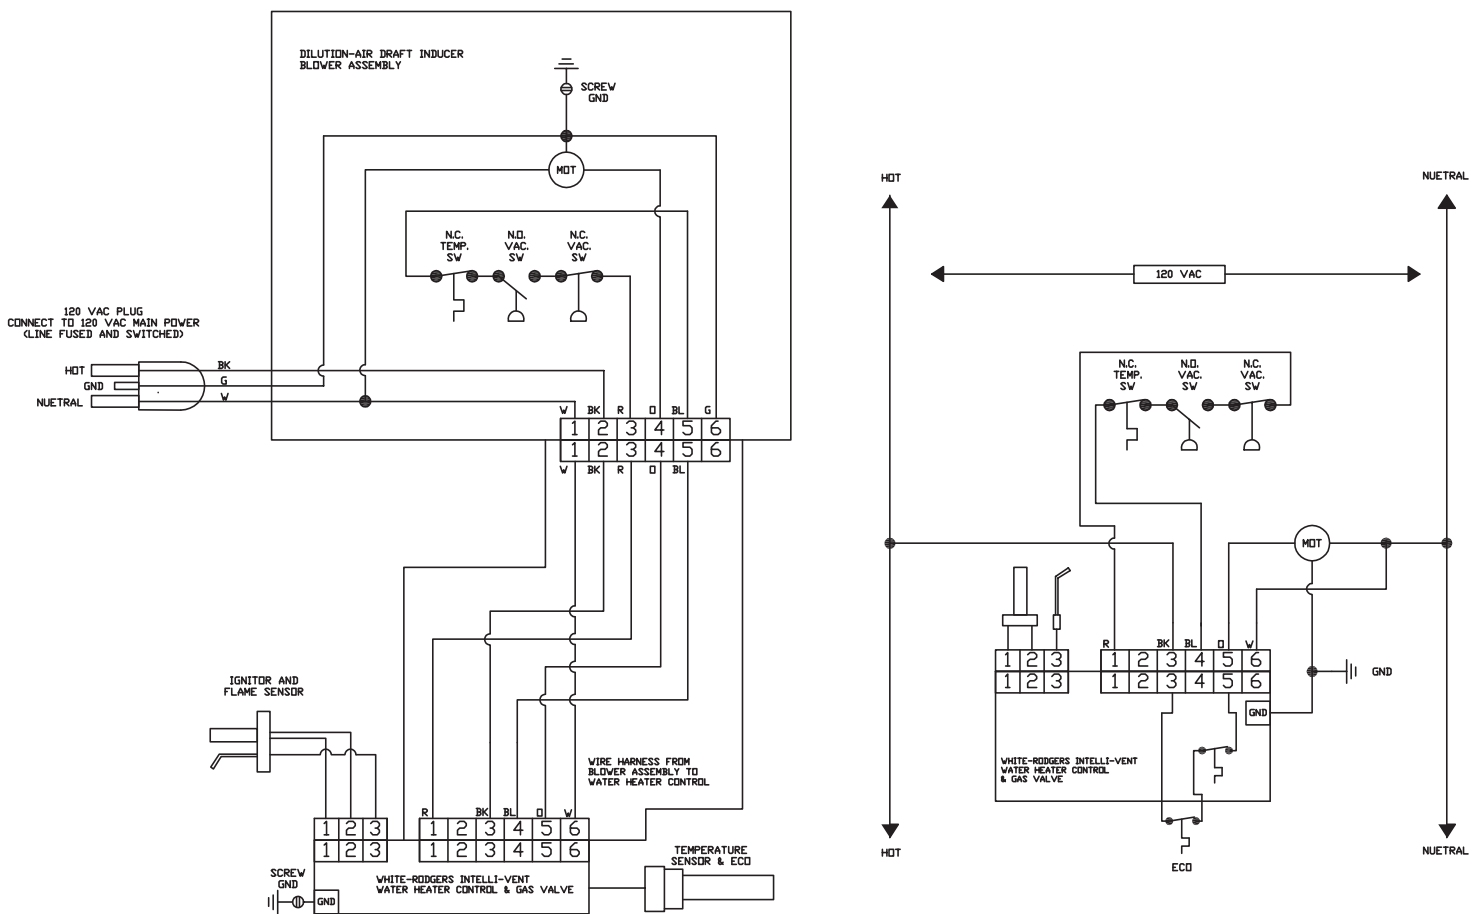 DILUTION-AIR DRAFT INDUCER
BLOWER ASSEMBLY
SCREW
GND
MOT
N.C.
TEMP.
SW
N.O.
VAC.
SW
N.C.
VAC.
SW
120 VAC PLUG
CONNECT TO 120 VAC MAIN POWER
(LINE FUSED AND SWITCHED)
HOT
GND
NUETRAL
BK
G
W
W BK R O BL G
1 2 3 4 5 6
1 2 3 4 5 6
W BK R O BL
IGNITOR AND
FLAME SENSOR
WIRE HARNESS FROM
BLOWER ASSEMBLY TO
WATER HEATER CONTROL
R BK BL O W
1 2 3
1 2 3
1 2 3 4 5 6
1 2 3 4 5 6
SCREW
GND
GND
WHITE-RODGERS INTELLI-VENT
WATER HEATER CONTROL & GAS VALVE
TEMPERATURE
SENSOR & ECO
HOT
NUETRAL
120 VAC
N.C.
TEMP.
SW
N.O.
VAC.
SW
N.C.
VAC.
SW
MOT
R BK BL O W
1 2 3
1 2 3
1 2 3 4 5 6
1 2 3 4 5 6
GND
GND
WHITE-RODGERS INTELLI-VENT
WATER HEATER CONTROL
& GAS VALVE
ECO
HOT
NUETRAL